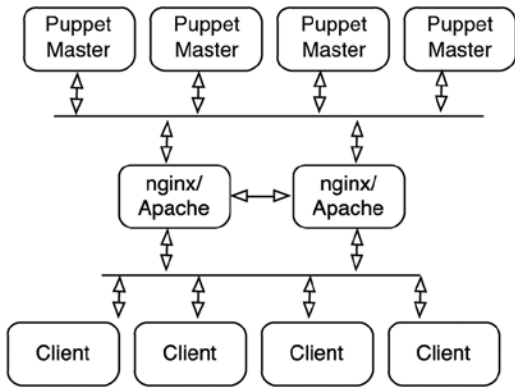 Puppet
Master
Puppet
Master
Puppet
Master
Puppet
Master
nginx/
Apache
nginx/
Apache
Client
Client
Client
Client